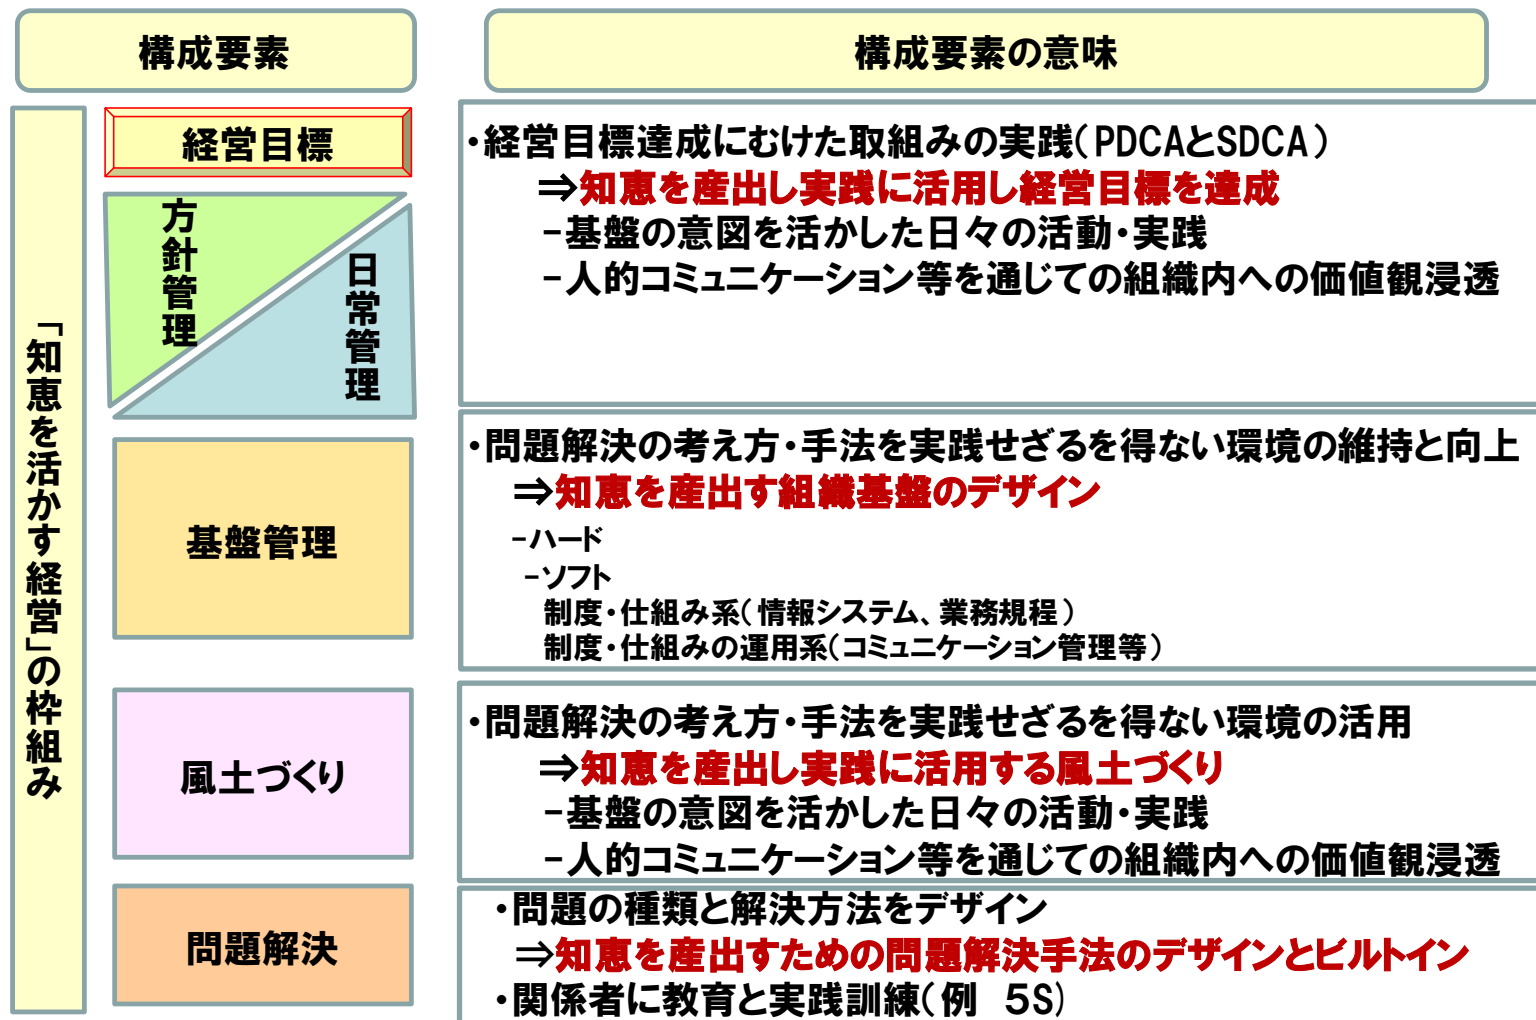 構成要素
構成要素の意味
「知恵を活かす経営」の枠組み
経営目標
方針管理
日常管理
・経営目標達成にむけた取組みの実践(PDCAとSDCA)
⇒知恵を産出し実践に活用し経営目標を達成
-基盤の意図を活かした日々の活動・実践
-人的コミュニケーション等を通じての組織内への価値観浸透
基盤管理
・問題解決の考え方・手法を実践せざるを得ない環境の維持と向上
⇒知恵を産出す組織基盤のデザイン
-ハード
-ソフト
制度・仕組み系(情報システム、業務規程)
制度・仕組みの運用系(コミュニケーション管理等)
風土づくり
・問題解決の考え方・手法を実践せざるを得ない環境の活用
⇒知恵を産出し実践に活用する風土づくり
-基盤の意図を活かした日々の活動・実践
-人的コミュニケーション等を通じての組織内への価値観浸透
問題解決
・問題の種類と解決方法をデザイン
⇒知恵を産出すための問題解決手法のデザインとビルトイン
・関係者に教育と実践訓練(例 5S)